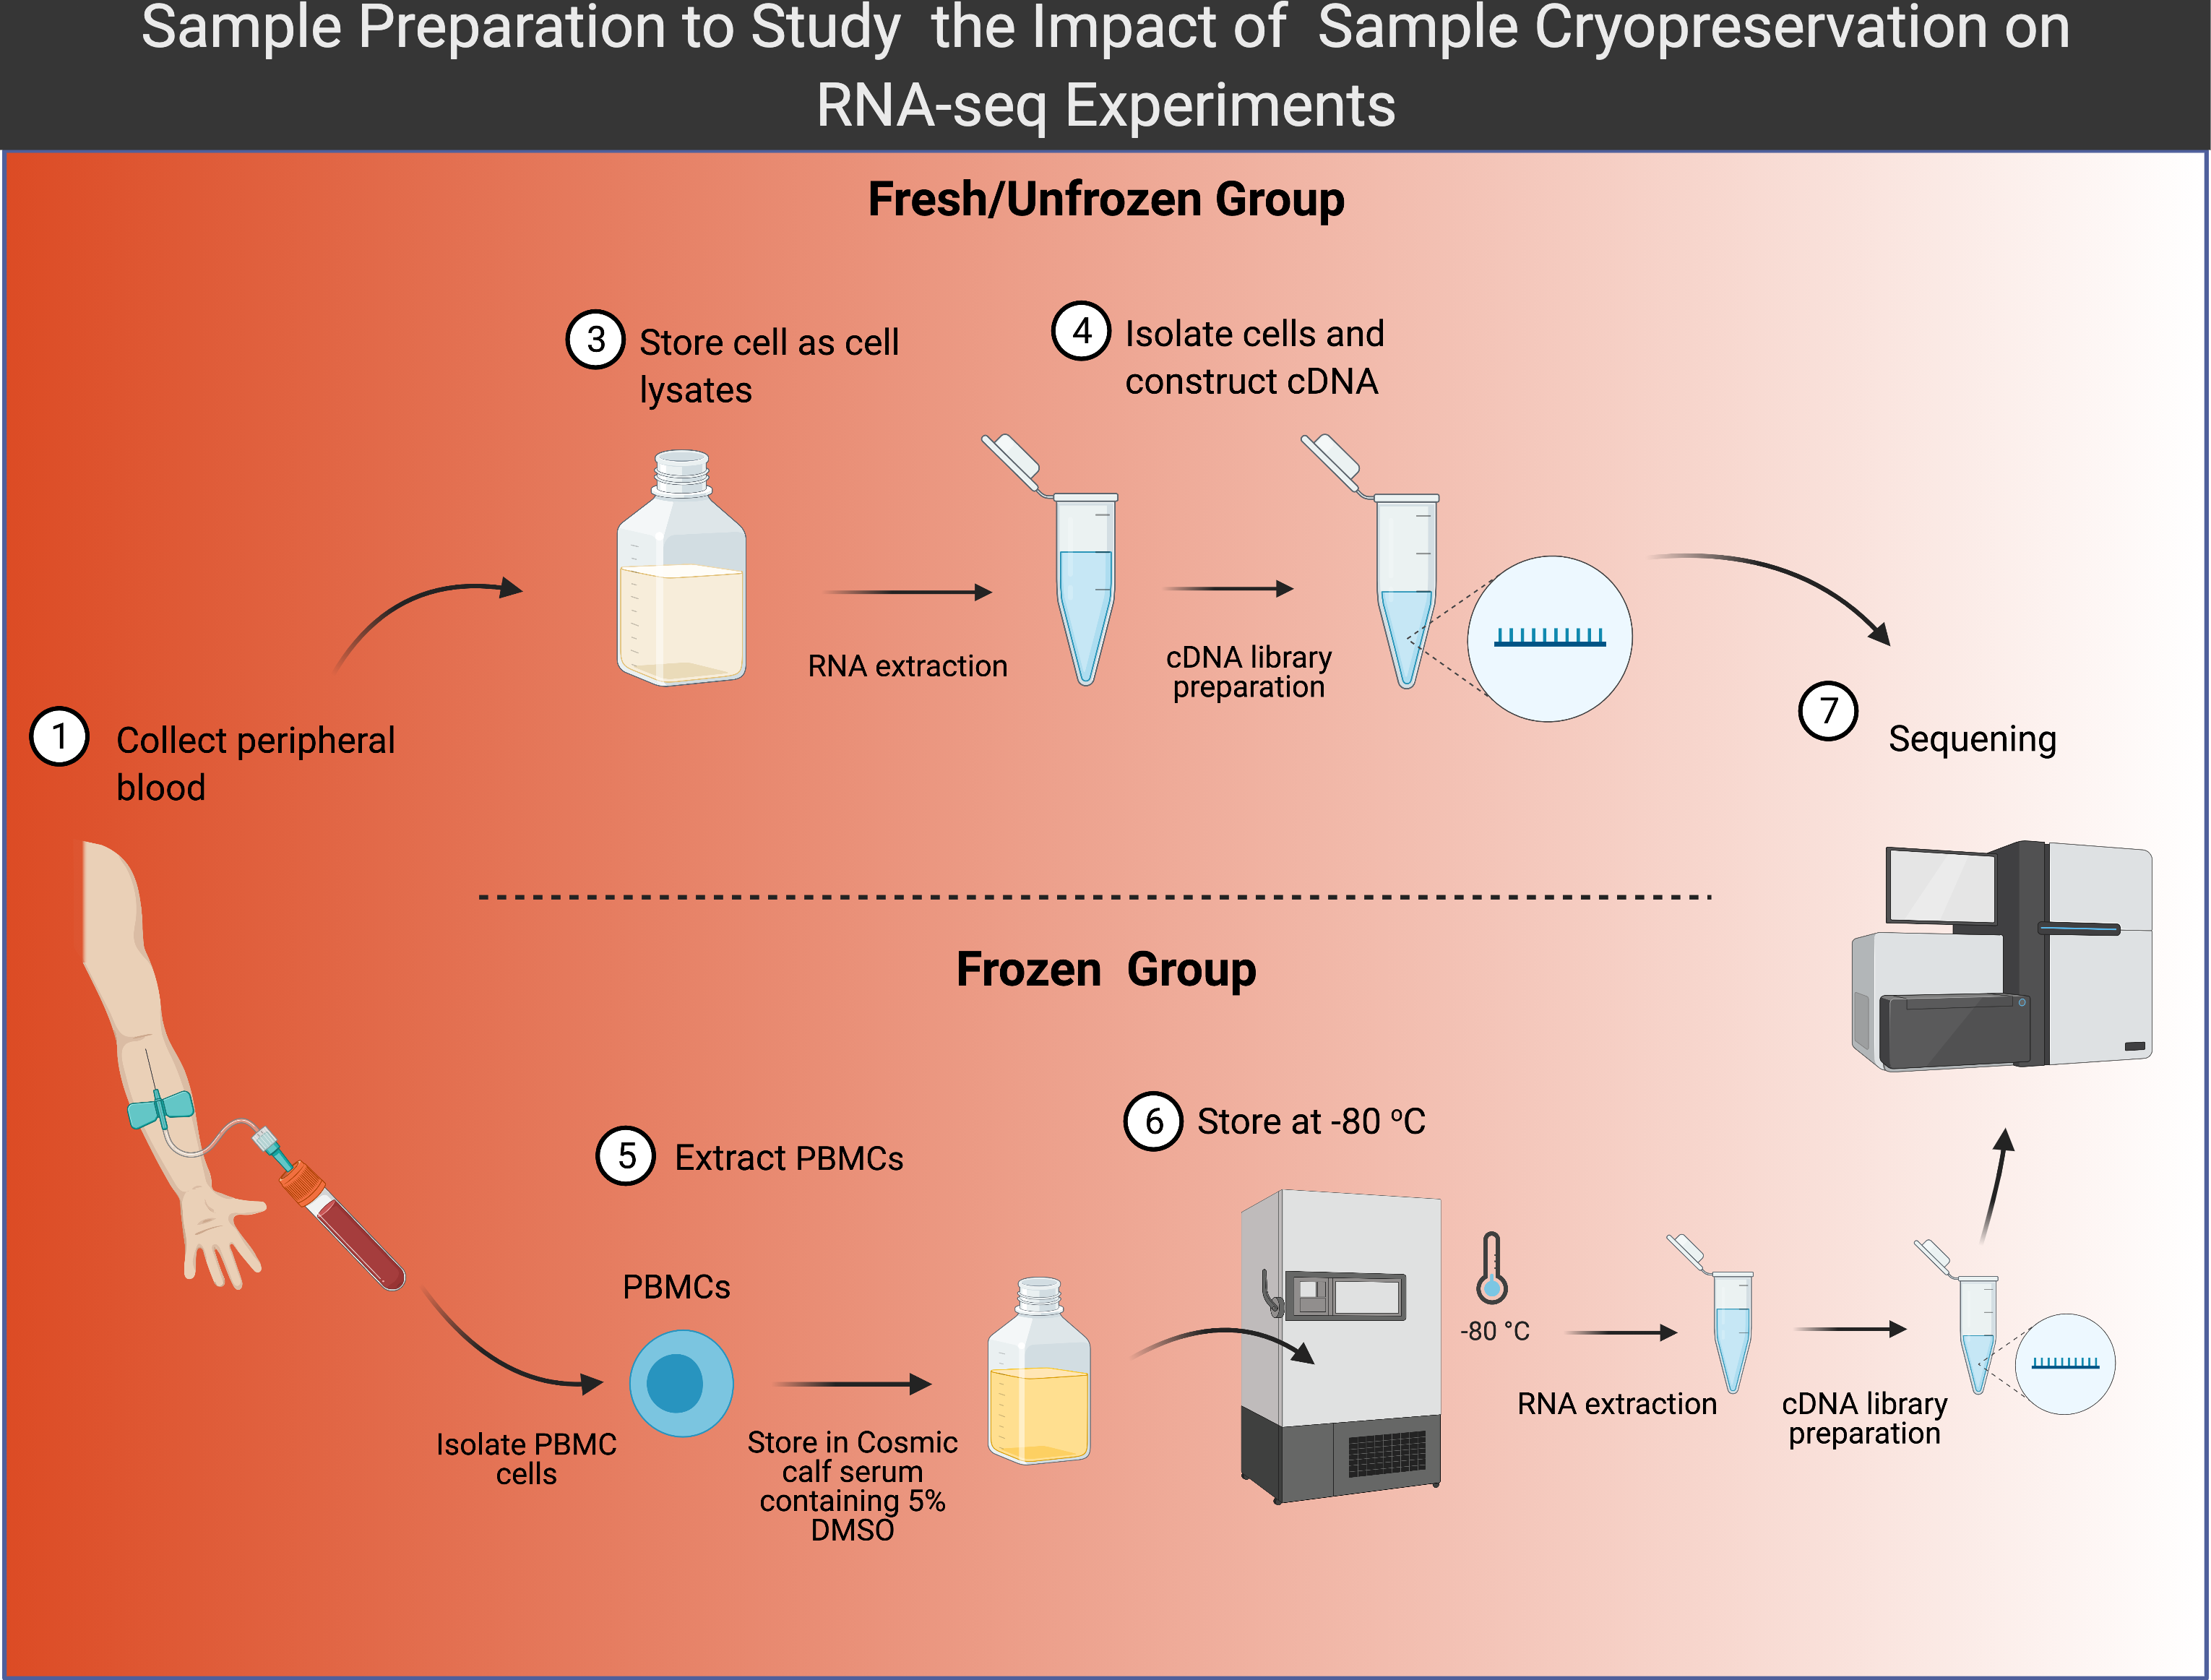 Sample Preparation to Study the Impact of Sample Cryopreservation on
RNA-seq Experiments
Fresh/Unfrozen Group
3
Store cell as cell
lysates
4
Isolate cells and
construct cDNA
RNA extraction
cDNA library
preparation
1
Collect peripheral
blood
7
Sequening
Frozen Group
5
Extract PBMCs
6
Store at -80 ºC
PBMCs
Isolate PBMC
cells
Store in Cosmic
calf serum
containing 5%
DMSO
-80 °C
RNA extraction
cDNA library
preparation